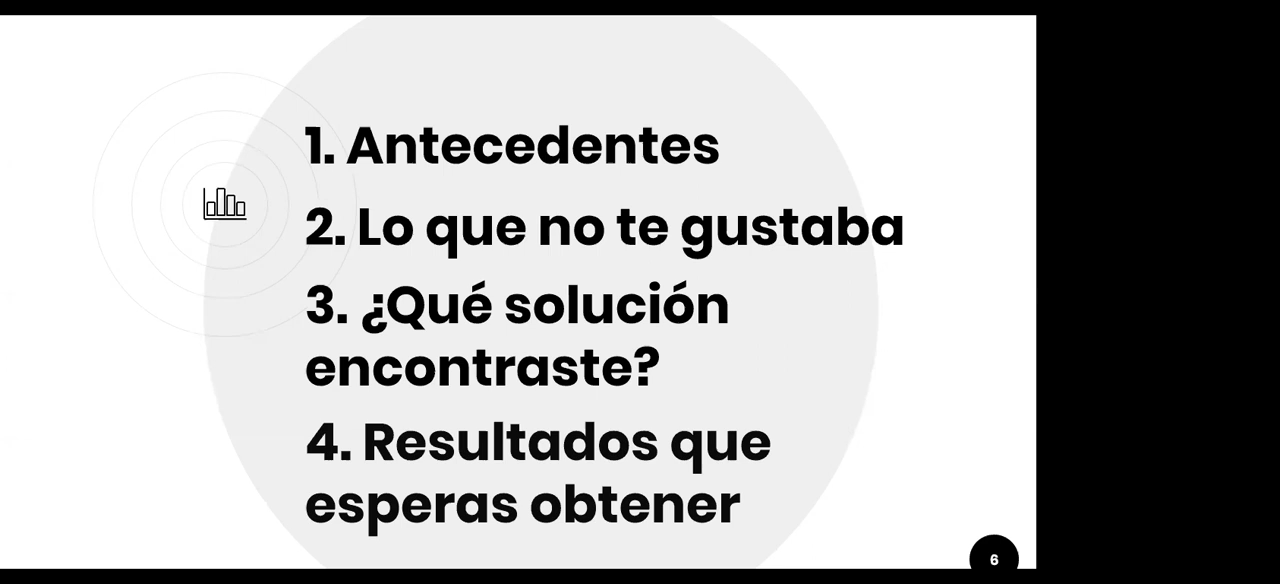 1. Antecedentes
2. Lo que no te gustaba
3. ¿Qué solución
encontraste?
4. Resultados que
esperas obtener
6